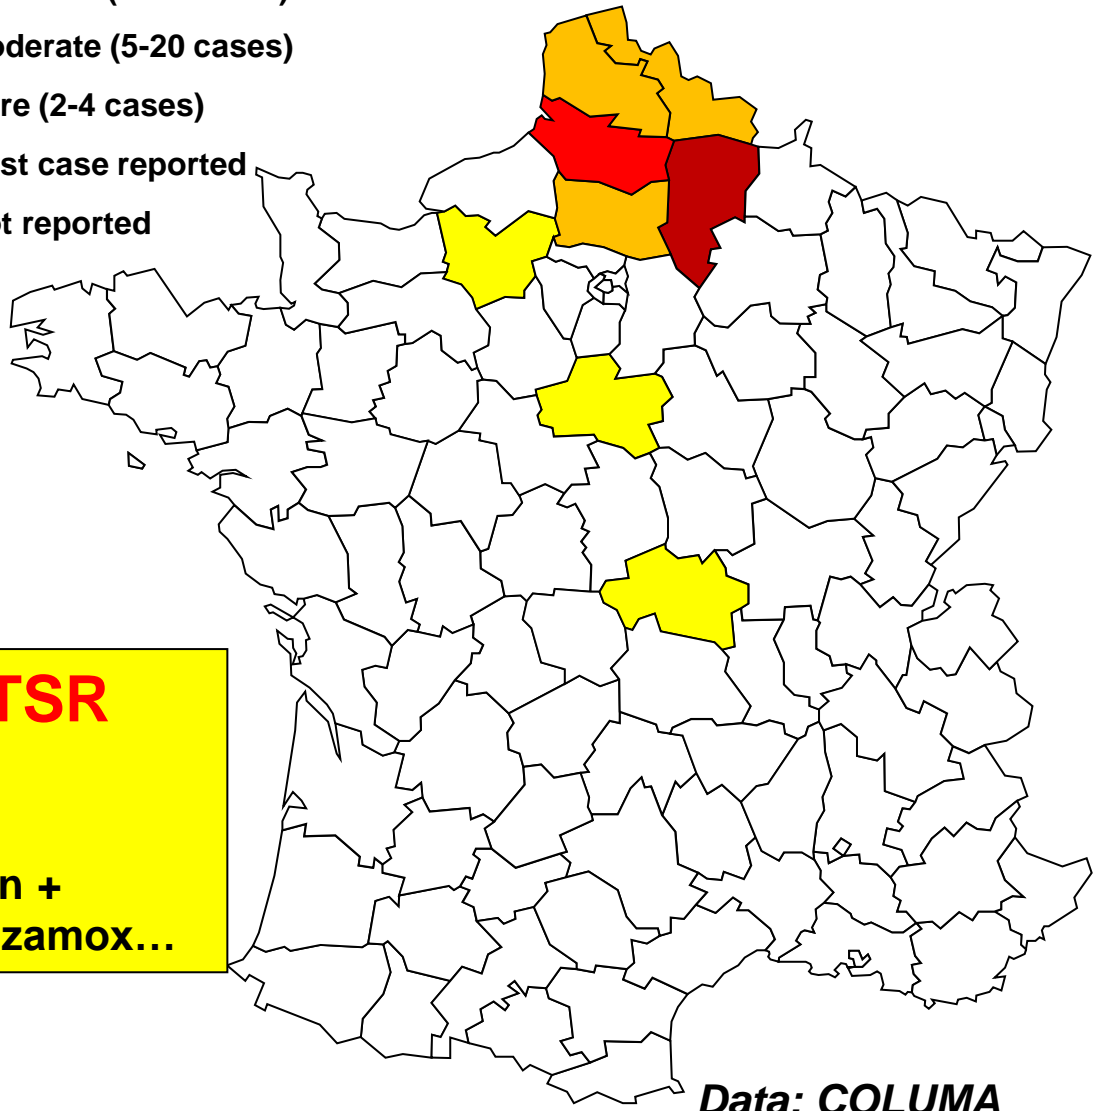 oderate (5-20 cases)
re (2-4 cases)
st case reported
t reported
TSR
n +
zamox...
Data: COLUMA